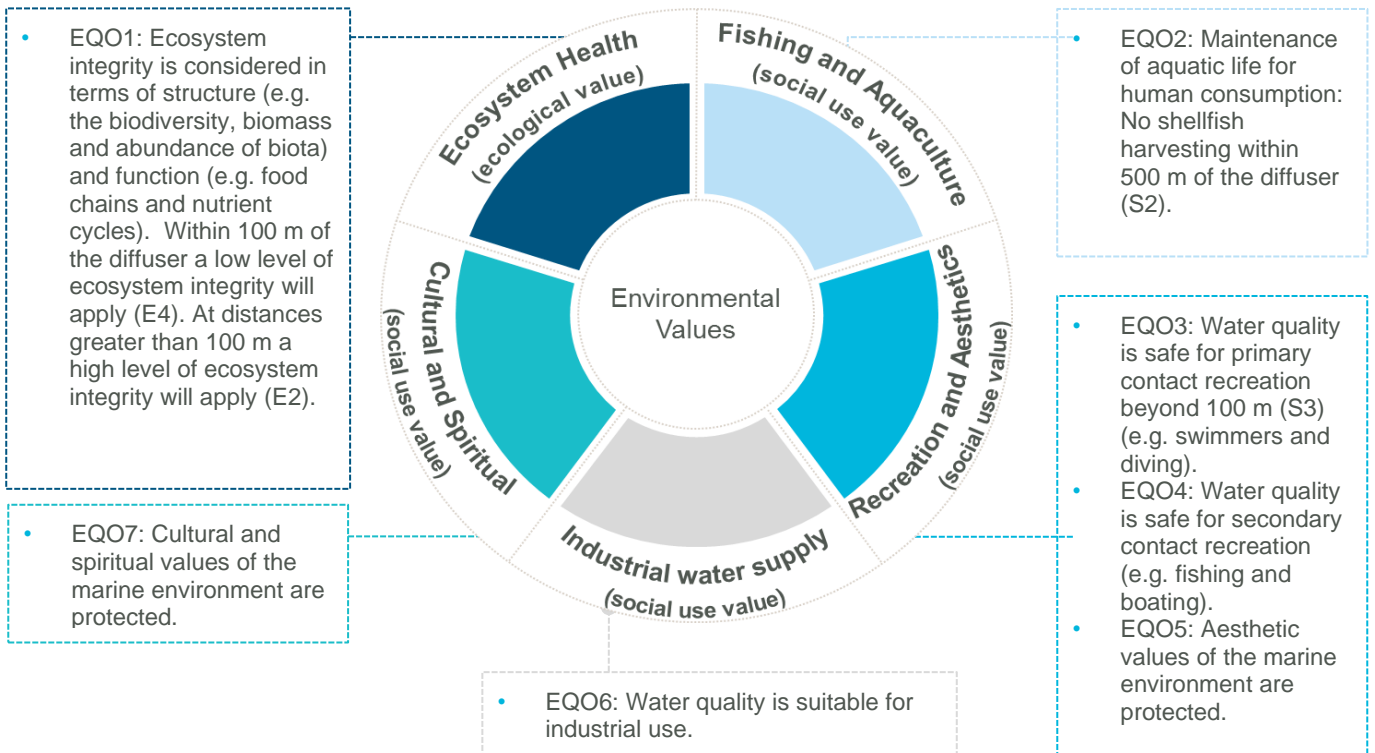 • EQO1: Ecosystem
integrity is considered in
terms of structure (e.g.
the biodiversity, biomass
and abundance of biota)
and function (e.g. food
chains and nutrient
cycles).  Within 100 m of
the diffuser a low level of
ecosystem integrity will
apply (E4). At distances
greater than 100 m a
high level of ecosystem
integrity will apply (E2).
Ecosystem Health
(ecological value)
Fishing and Aquaculture
(social use value)
• EQO2: Maintenance
of aquatic life for
human consumption:
No shellfish
harvesting within
500 m of the diffuser
(S2).
Environmental
Values
Cultural and Spiritual
(social use value)
Recreation and Aesthetics
(social use value)
• EQO3: Water quality
is safe for primary
contact recreation
beyond 100 m (S3)
(e.g. swimmers and
diving).
• EQO4: Water quality
is safe for secondary
contact recreation
(e.g. fishing and
boating).
• EQO5: Aesthetic
values of the marine
environment are
protected.
• EQO7: Cultural and
spiritual values of the
marine environment are
protected.
Industrial water supply
(social use value)
• EQO6: Water quality is suitable for
industrial use.